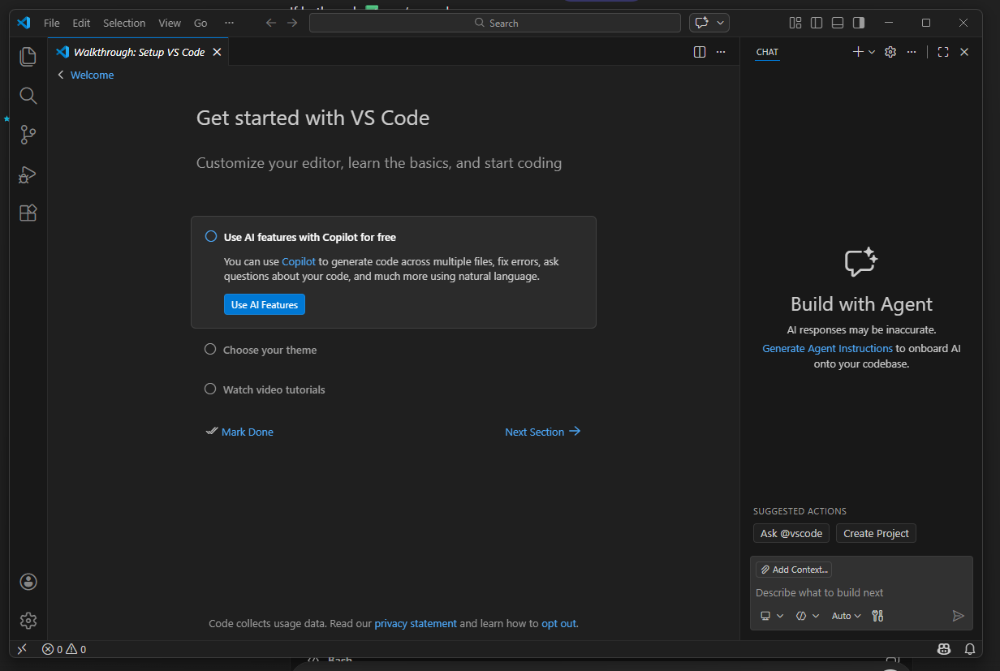 File Edit Selection View Go ··· Search
Walkthrough: Setup VS Code
CHAT
Welcome
Get started with VS Code
Customize your editor, learn the basics, and start coding
Use AI features with Copilot for free
You can use Copilot to generate code across multiple files, fix errors, ask
questions about your code, and much more using natural language.
Use AI Features
Choose your theme
Watch video tutorials
Mark Done
Next Section
Code collects usage data. Read our privacy statement and learn how to opt out.
Build with Agent
AI responses may be inaccurate.
Generate Agent Instructions to onboard AI
onto your codebase.
SUGGESTED ACTIONS
Ask @vscode Create Project
Add Context...
Describe what to build next
Auto
0 0
Bash